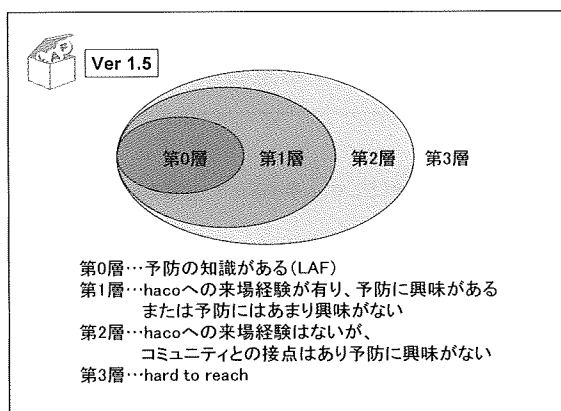 Ver 1.5
第0層 第1層 第2層 第3層
第0層…予防の知識がある(LAF)
第1層…hacoへの来場経験が有り、予防に興味がある
または予防にはあまり興味がない
第2層…hacoへの来場経験はないが、
コミュニティとの接点はあり予防に興味がない
第3層…hard to reach